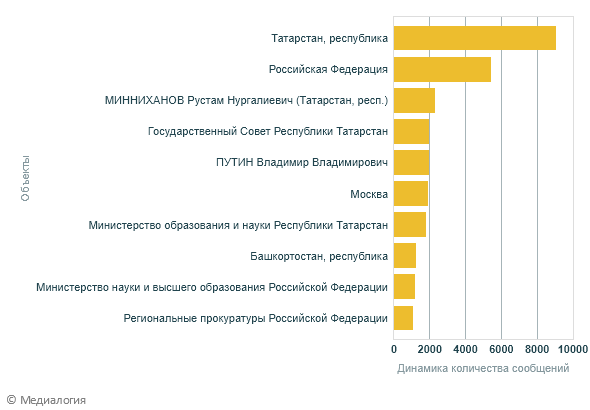 Татарстан, республика
Российская Федерация
МИННИХАНОВ Рустам Нургалиевич (Татарстан, респ.)
Государственный Совет Республики Татарстан
ПУТИН Владимир Владимирович
Москва
Министерство образования и науки Республики Татарстан
Башкортостан, республика
Министерство науки и высшего образования Российской Федерации
Региональные прокуратуры Российской Федерации
Объекты
0 2000 4000 6000 8000 10000
Динамика количества сообщений
© Медиалогия